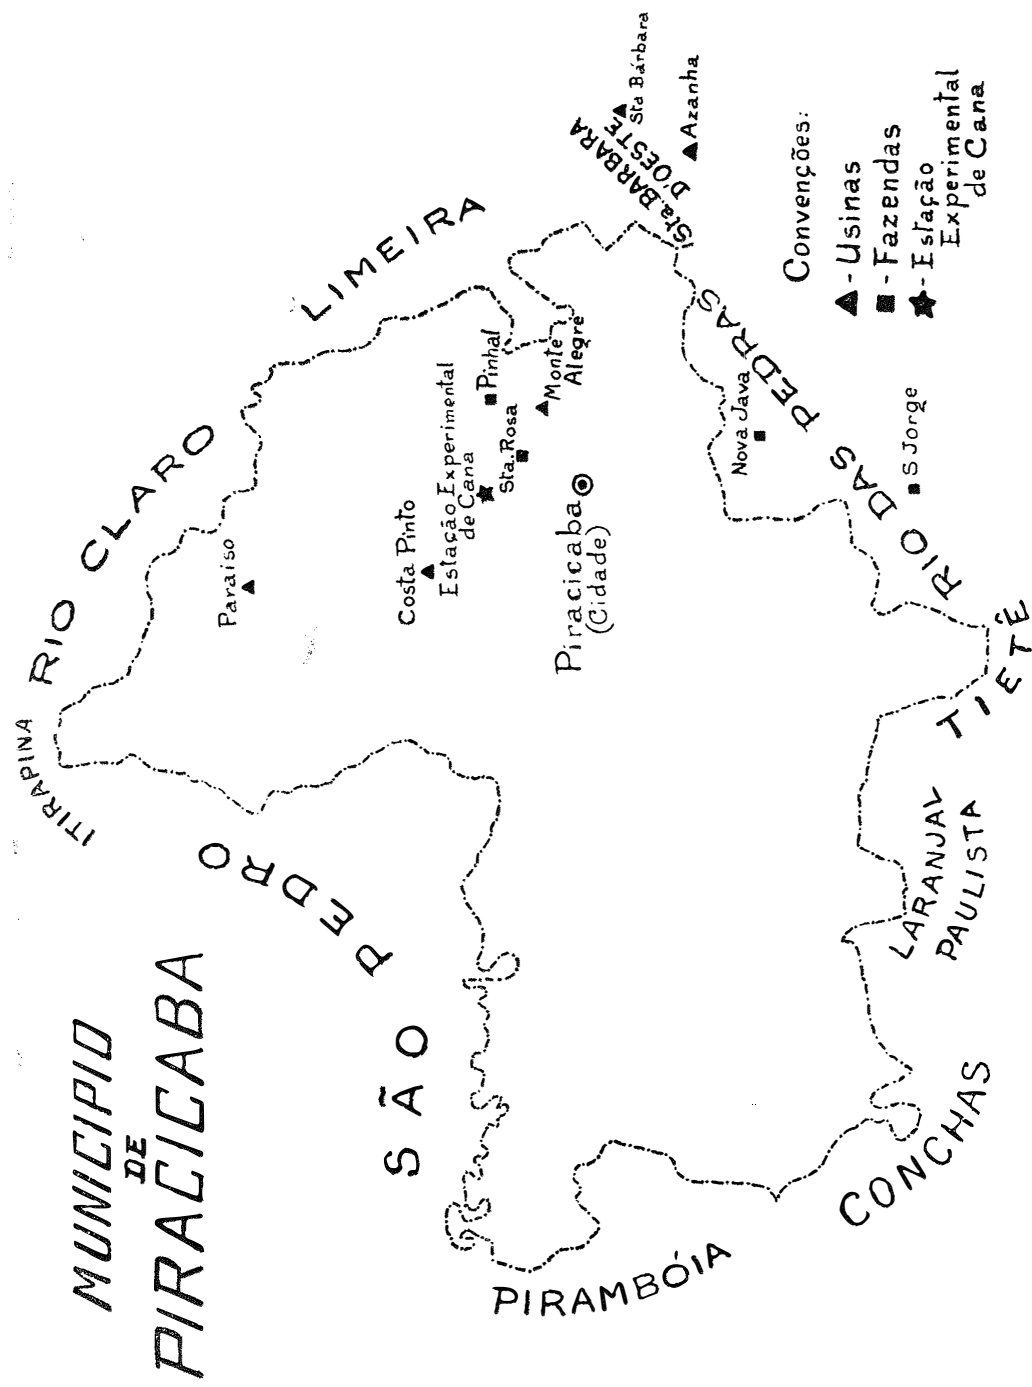 MUNICIPIO
DE
PIRACICABA
ITIRAPINA
RIO CLARO
LIMEIRA
SÃO PEDRO
Paraiso
Costa Pinto
Estação Experimental
de Cana
Pinhal
Sta. Rosa
Monte
Alegre
Piracicaba
(Cidade)
Sta. BARBARA
D'OESTE
Sta Bárbara
Azanha
PIRAMBÓIA
CONCHAS
LARANJAL
PAULISTA
TIETÊ
RIO DAS PEDRAS
Nova Java
S Jorge
Convenções:
▲ - Usinas
■ - Fazendas
★ - Estação
Experimental
de Cana